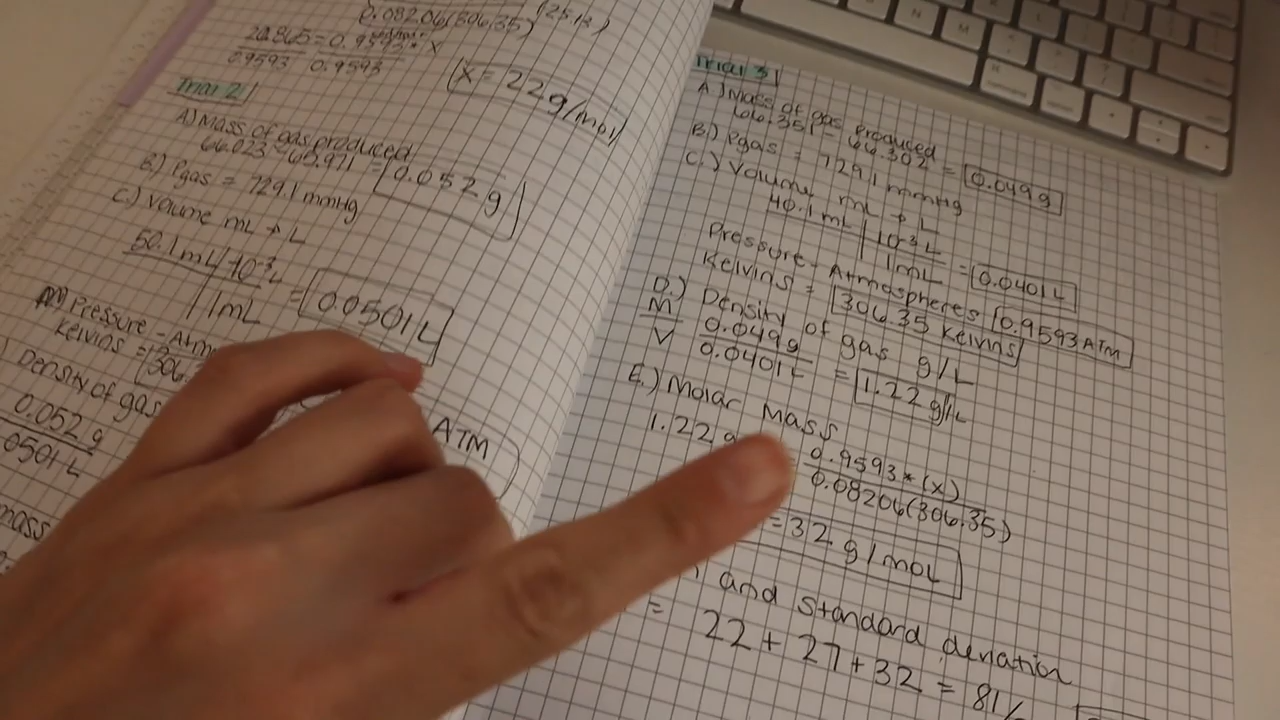 0.08206(306.35)
20.865 = 0.9593 * x
0.9593 0.9593
X = 22 g/mol
Trial 2
A) Mass of gas produced
66.023 - 65.971 = 0.052 g
B.) Pgas = 729.1 mmHg
C.) Volume mL → L
50.1 mL 10-3 L
1 mL
= 0.0501 L
Pressure - Atm
Kelvins = 306.
Density of gas
0.052 g
0501 L
mass
ATM
Trial 3
A.) Mass of gas produced
66.351 - 66.302 = 0.049 g
B.) Pgas = 729.1 mmHg
C.) Volume mL → L
40.1 mL 10-3 L
1 mL
= 0.0401 L
Pressure - Atmospheres 0.9593 ATM
Kelvins = 306.35 Kelvins
D.) Density of gas g/L
M 0.049 g
V 0.0401 L
= 1.22 g/L
E.) Molar Mass
1.22 g 0.9593 * (x)
0.08206(306.35)
= 32 g/mol
and standard deviation
= 22 + 27 + 32 = 81/
N M